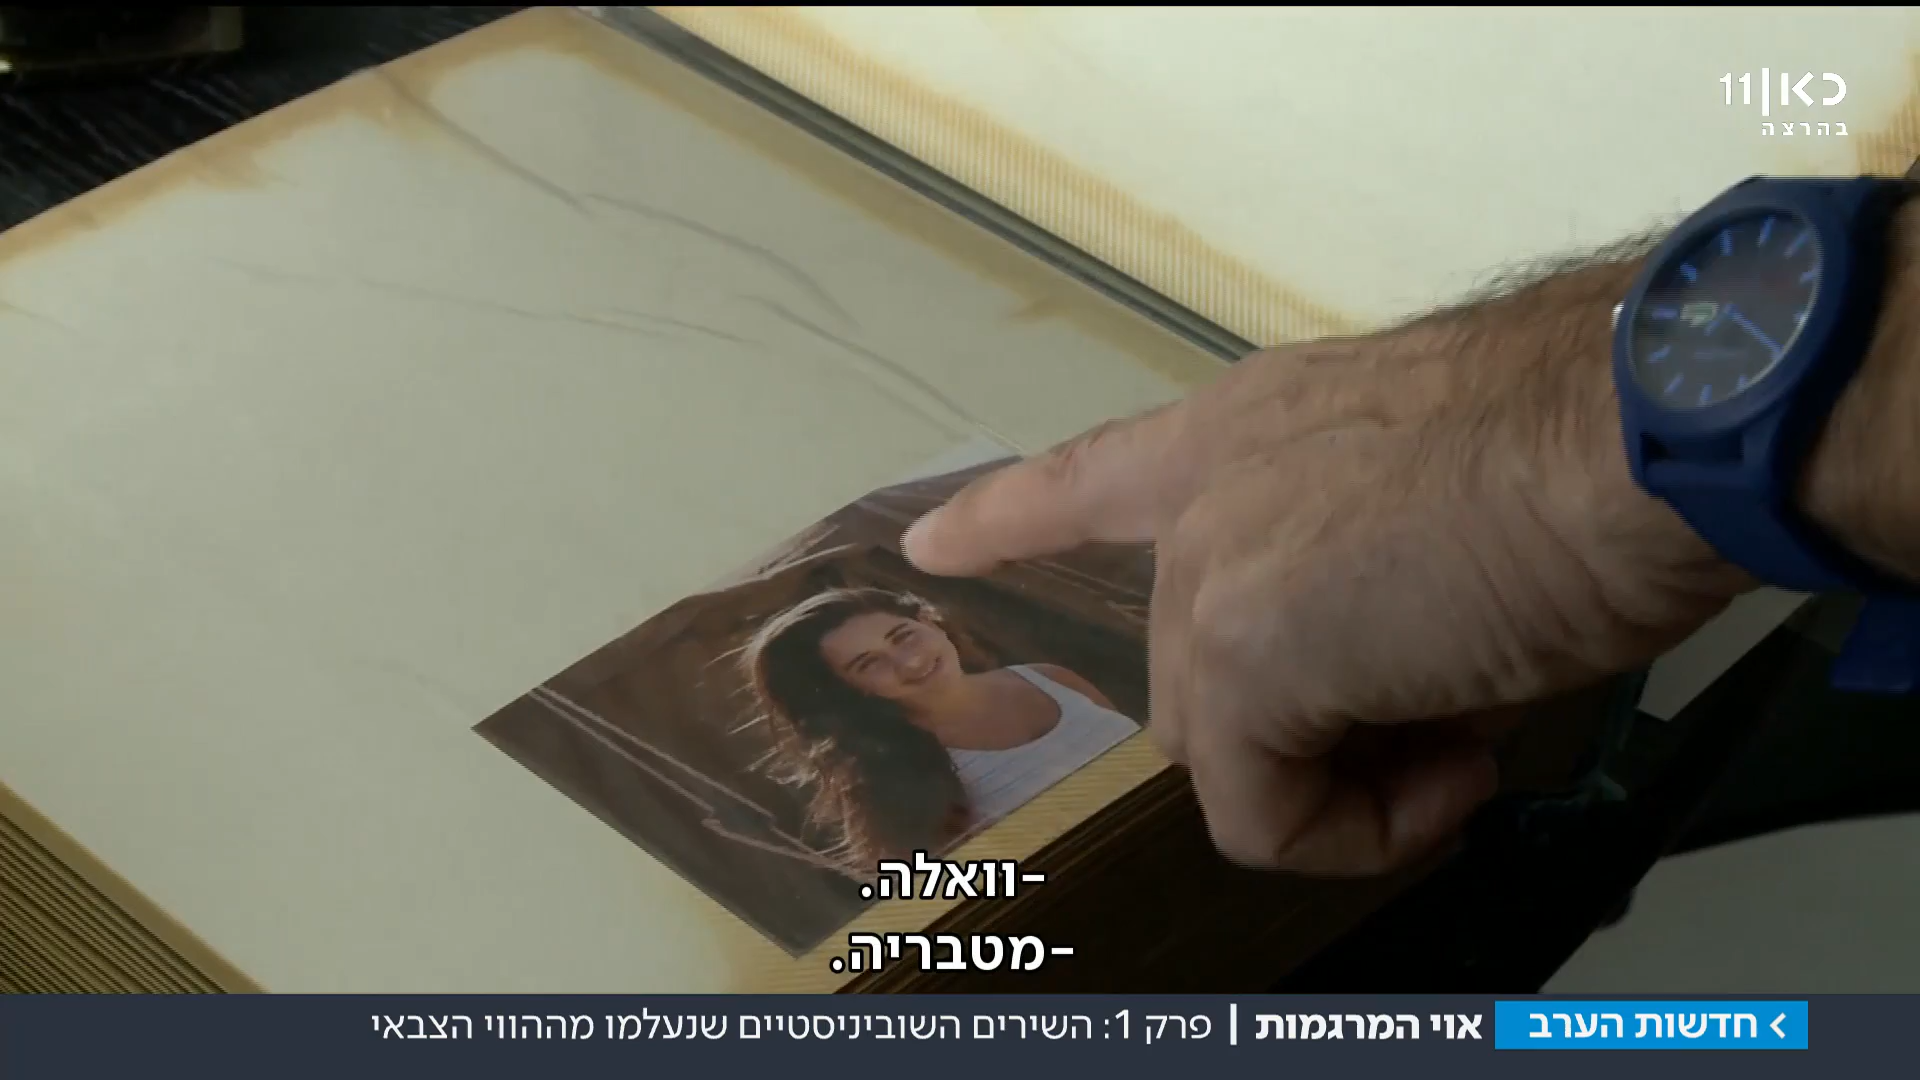 כאן 11
בהרצה
-וואלה.
-מטבריה.
חדשות הערב
אוי המרגמות | פרק 1: השירים השוביניסטיים שנעלמו מההווי הצבאי